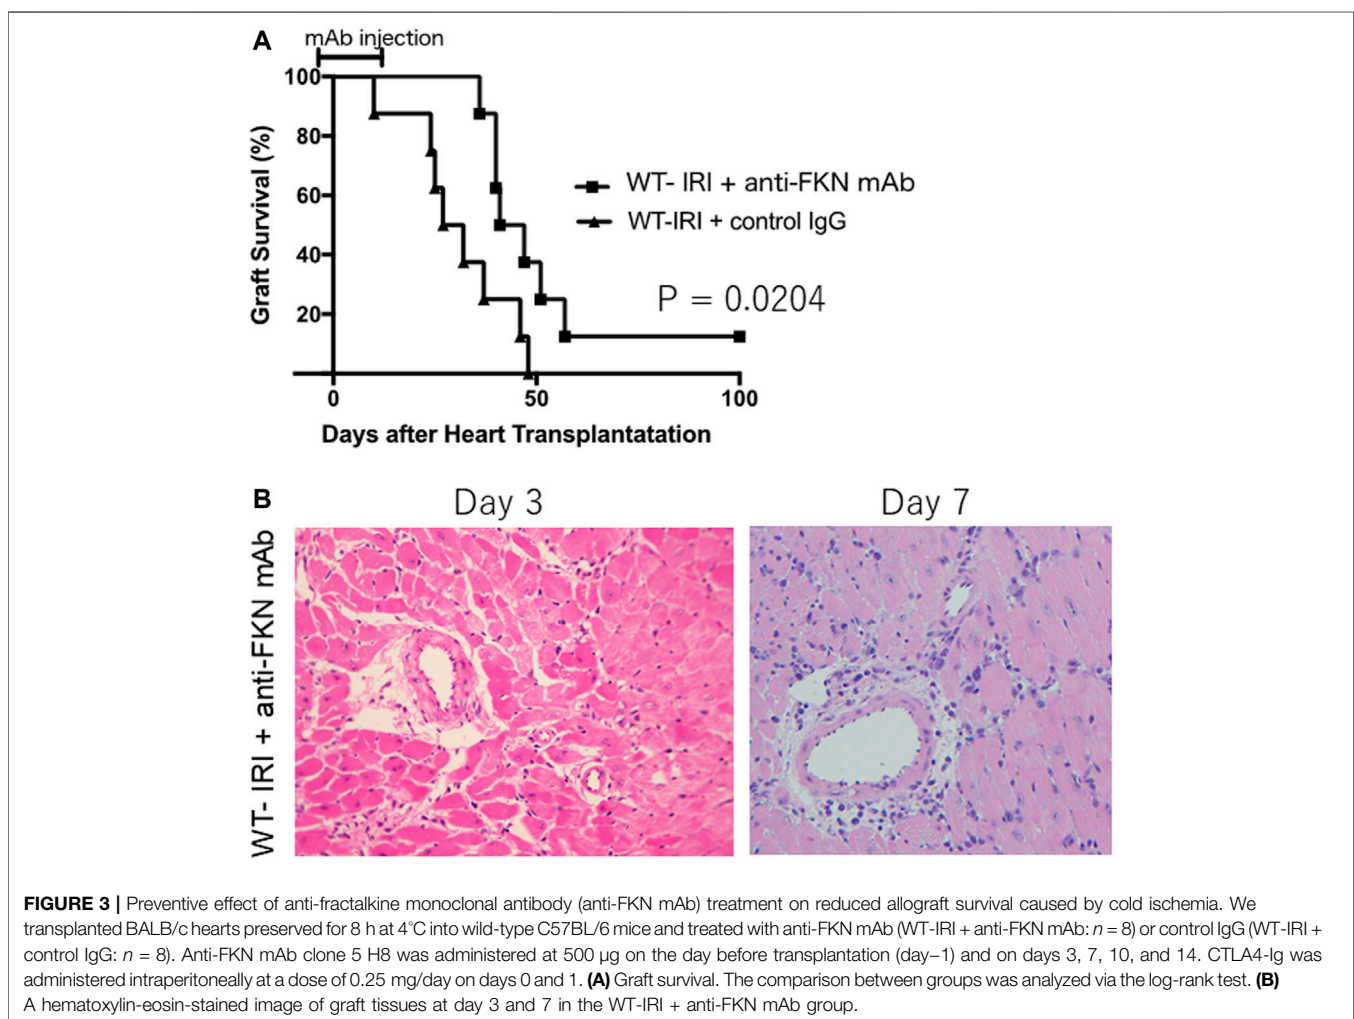 A
mAb injection
100
80
60
40
20
Graft Survival (%)
WT- IRI + anti-FKN mAb
WT-IRI + control IgG
P = 0.0204
0
50
100
Days after Heart Transplantatation
B
Day 3
Day 7
WT- IRI + anti-FKN mAb
FIGURE 3 | Preventive effect of anti-fractalkine monoclonal antibody (anti-FKN mAb) treatment on reduced allograft survival caused by cold ischemia. We
transplanted BALB/c hearts preserved for 8 h at 4°C into wild-type C57BL/6 mice and treated with anti-FKN mAb (WT-IRI + anti-FKN mAb: n = 8) or control IgG (WT-IRI +
control IgG: n = 8). Anti-FKN mAb clone 5 H8 was administered at 500 µg on the day before transplantation (day−1) and on days 3, 7, 10, and 14. CTLA4-Ig was
administered intraperitoneally at a dose of 0.25 mg/day on days 0 and 1. (A) Graft survival. The comparison between groups was analyzed via the log-rank test. (B)
A hematoxylin-eosin-stained image of graft tissues at day 3 and 7 in the WT-IRI + anti-FKN mAb group.